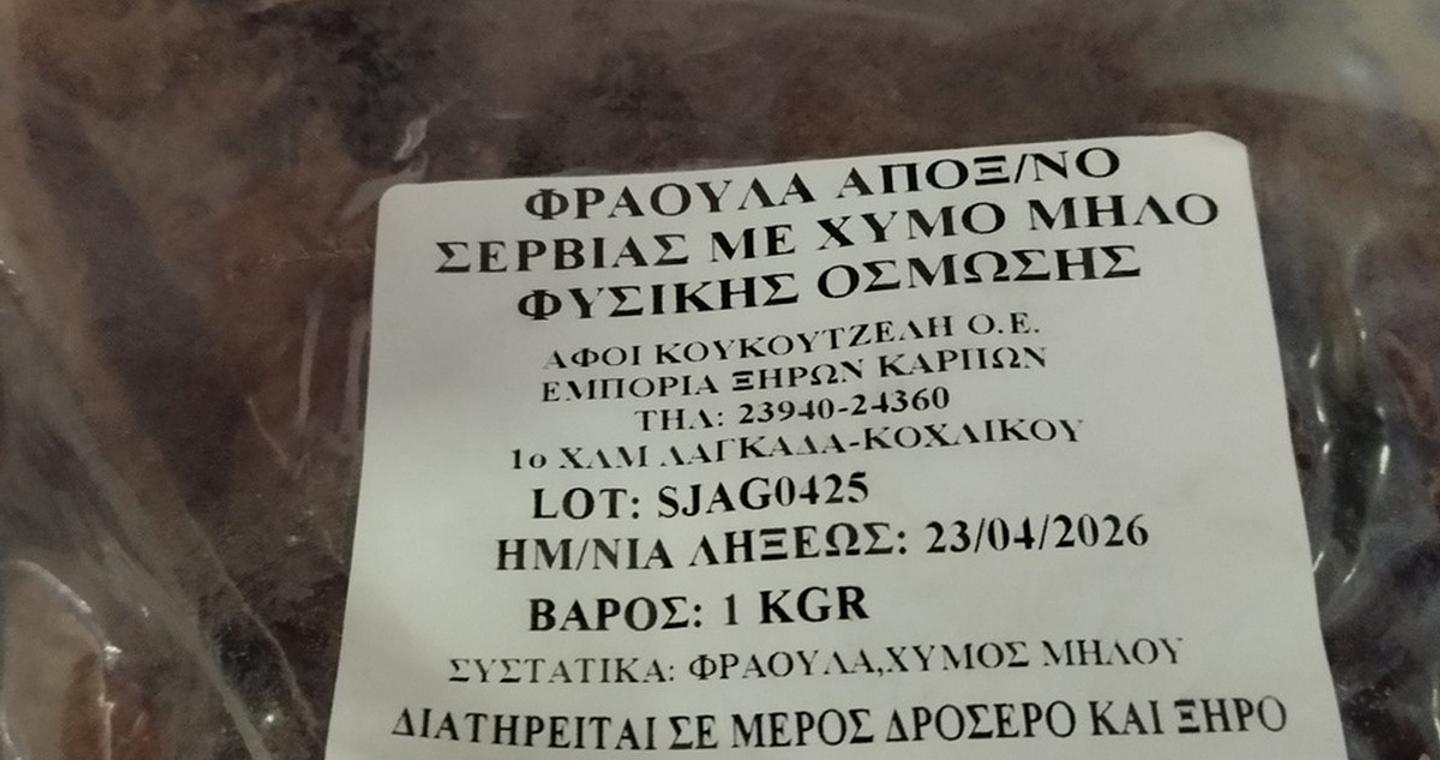 ΦΡΑΟΥΛΑ ΑΠΟΞ/ΝΟ
ΣΕΡΒΙΑΣ ΜΕ ΧΥΜΟ ΜΗΛΟ
ΦΥΣΙΚΗΣ ΟΣΜΩΣΗΣ
ΑΦΟΙ ΚΟΥΚΟΥΤΖΕΛΗ Ο.Ε.
ΕΜΠΟΡΙΑ ΞΗΡΩΝ ΚΑΡΠΩΝ
ΤΗΛ: 23940-24360
1ο ΧΛΜ ΛΑΓΚΑΔΑ-ΚΟΧΛΙΚΟΥ
LOT: SJAG0425
ΗΜ/ΝΙΑ ΛΗΞΕΩΣ: 23/04/2026
ΒΑΡΟΣ: 1 KGR
ΣΥΣΤΑΤΙΚΑ: ΦΡΑΟΥΛΑ,ΧΥΜΟΣ ΜΗΛΟΥ
ΔΙΑΤΗΡΕΙΤΑΙ ΣΕ ΜΕΡΟΣ ΔΡΟΣΕΡΟ ΚΑΙ ΞΗΡΟ